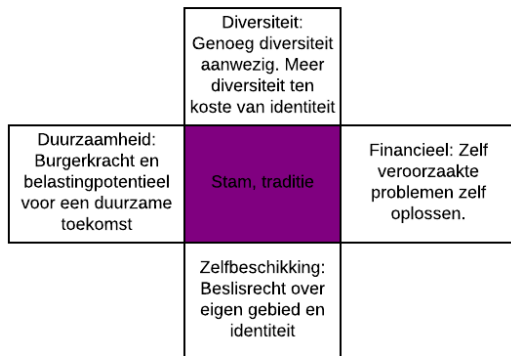 Diversiteit:
Genoeg diversiteit
aanwezig. Meer
diversiteit ten
koste van identiteit
Duurzaamheid:
Burgerkracht en
belastingpotentieel
voor een duurzame
toekomst
Stam, traditie
Financieel: Zelf
veroorzaakte
problemen zelf
oplossen.
Zelfbeschikking:
Beslisrecht over
eigen gebied en
identiteit